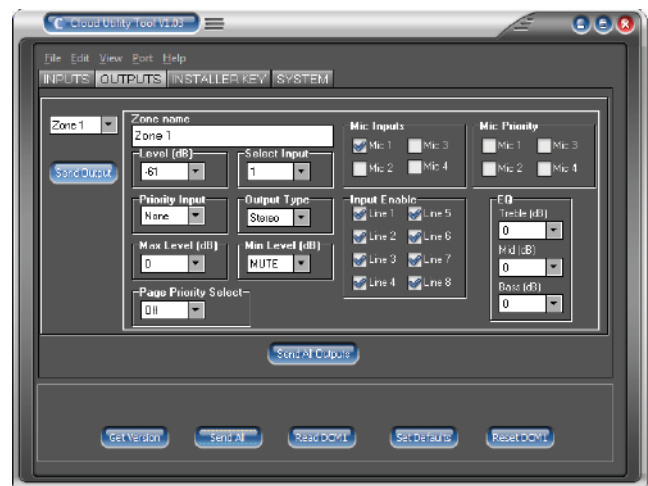 Cloud Utility Tool V1.03
File Edit View Port Help
INPUTS OUTPUTS INSTALLER KEY SYSTEM
Zone 1
Send Output
Zone name
Zone 1
Level (dB)
-61
Select Input
1
Priority Input
None
Output Type
Stereo
Max Level (dB)
0
Min Level (dB)
MUTE
Page Priority Select
Off
Mic Inputs
Mic 1 Mic 3
Mic 2 Mic 4
Mic Priority
Mic 1 Mic 3
Mic 2 Mic 4
Input Enable
Line 1 Line 5
Line 2 Line 6
Line 3 Line 7
Line 4 Line 8
EQ
Treble (dB)
0
Mid (dB)
0
Bass (dB)
0
Send All Outputs
Get Version Send All Read DCM1 Set Defaults Reset DCM1